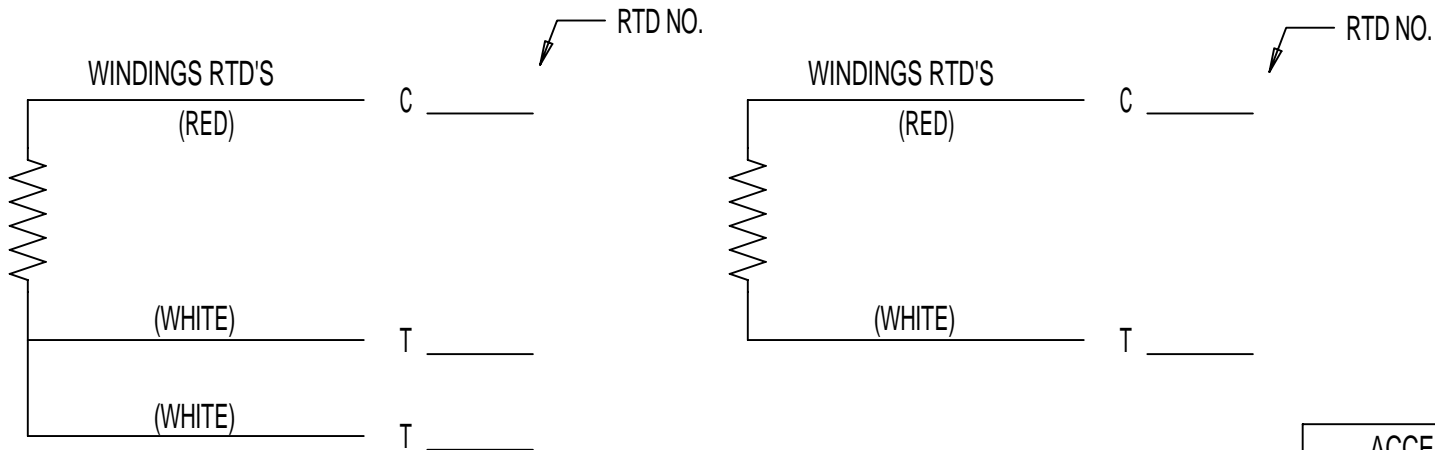 RTD NO.
WINDINGS RTD'S
(RED)
C
(WHITE)
T
(WHITE)
T
RTD NO.
WINDINGS RTD'S
(RED)
C
(WHITE)
T